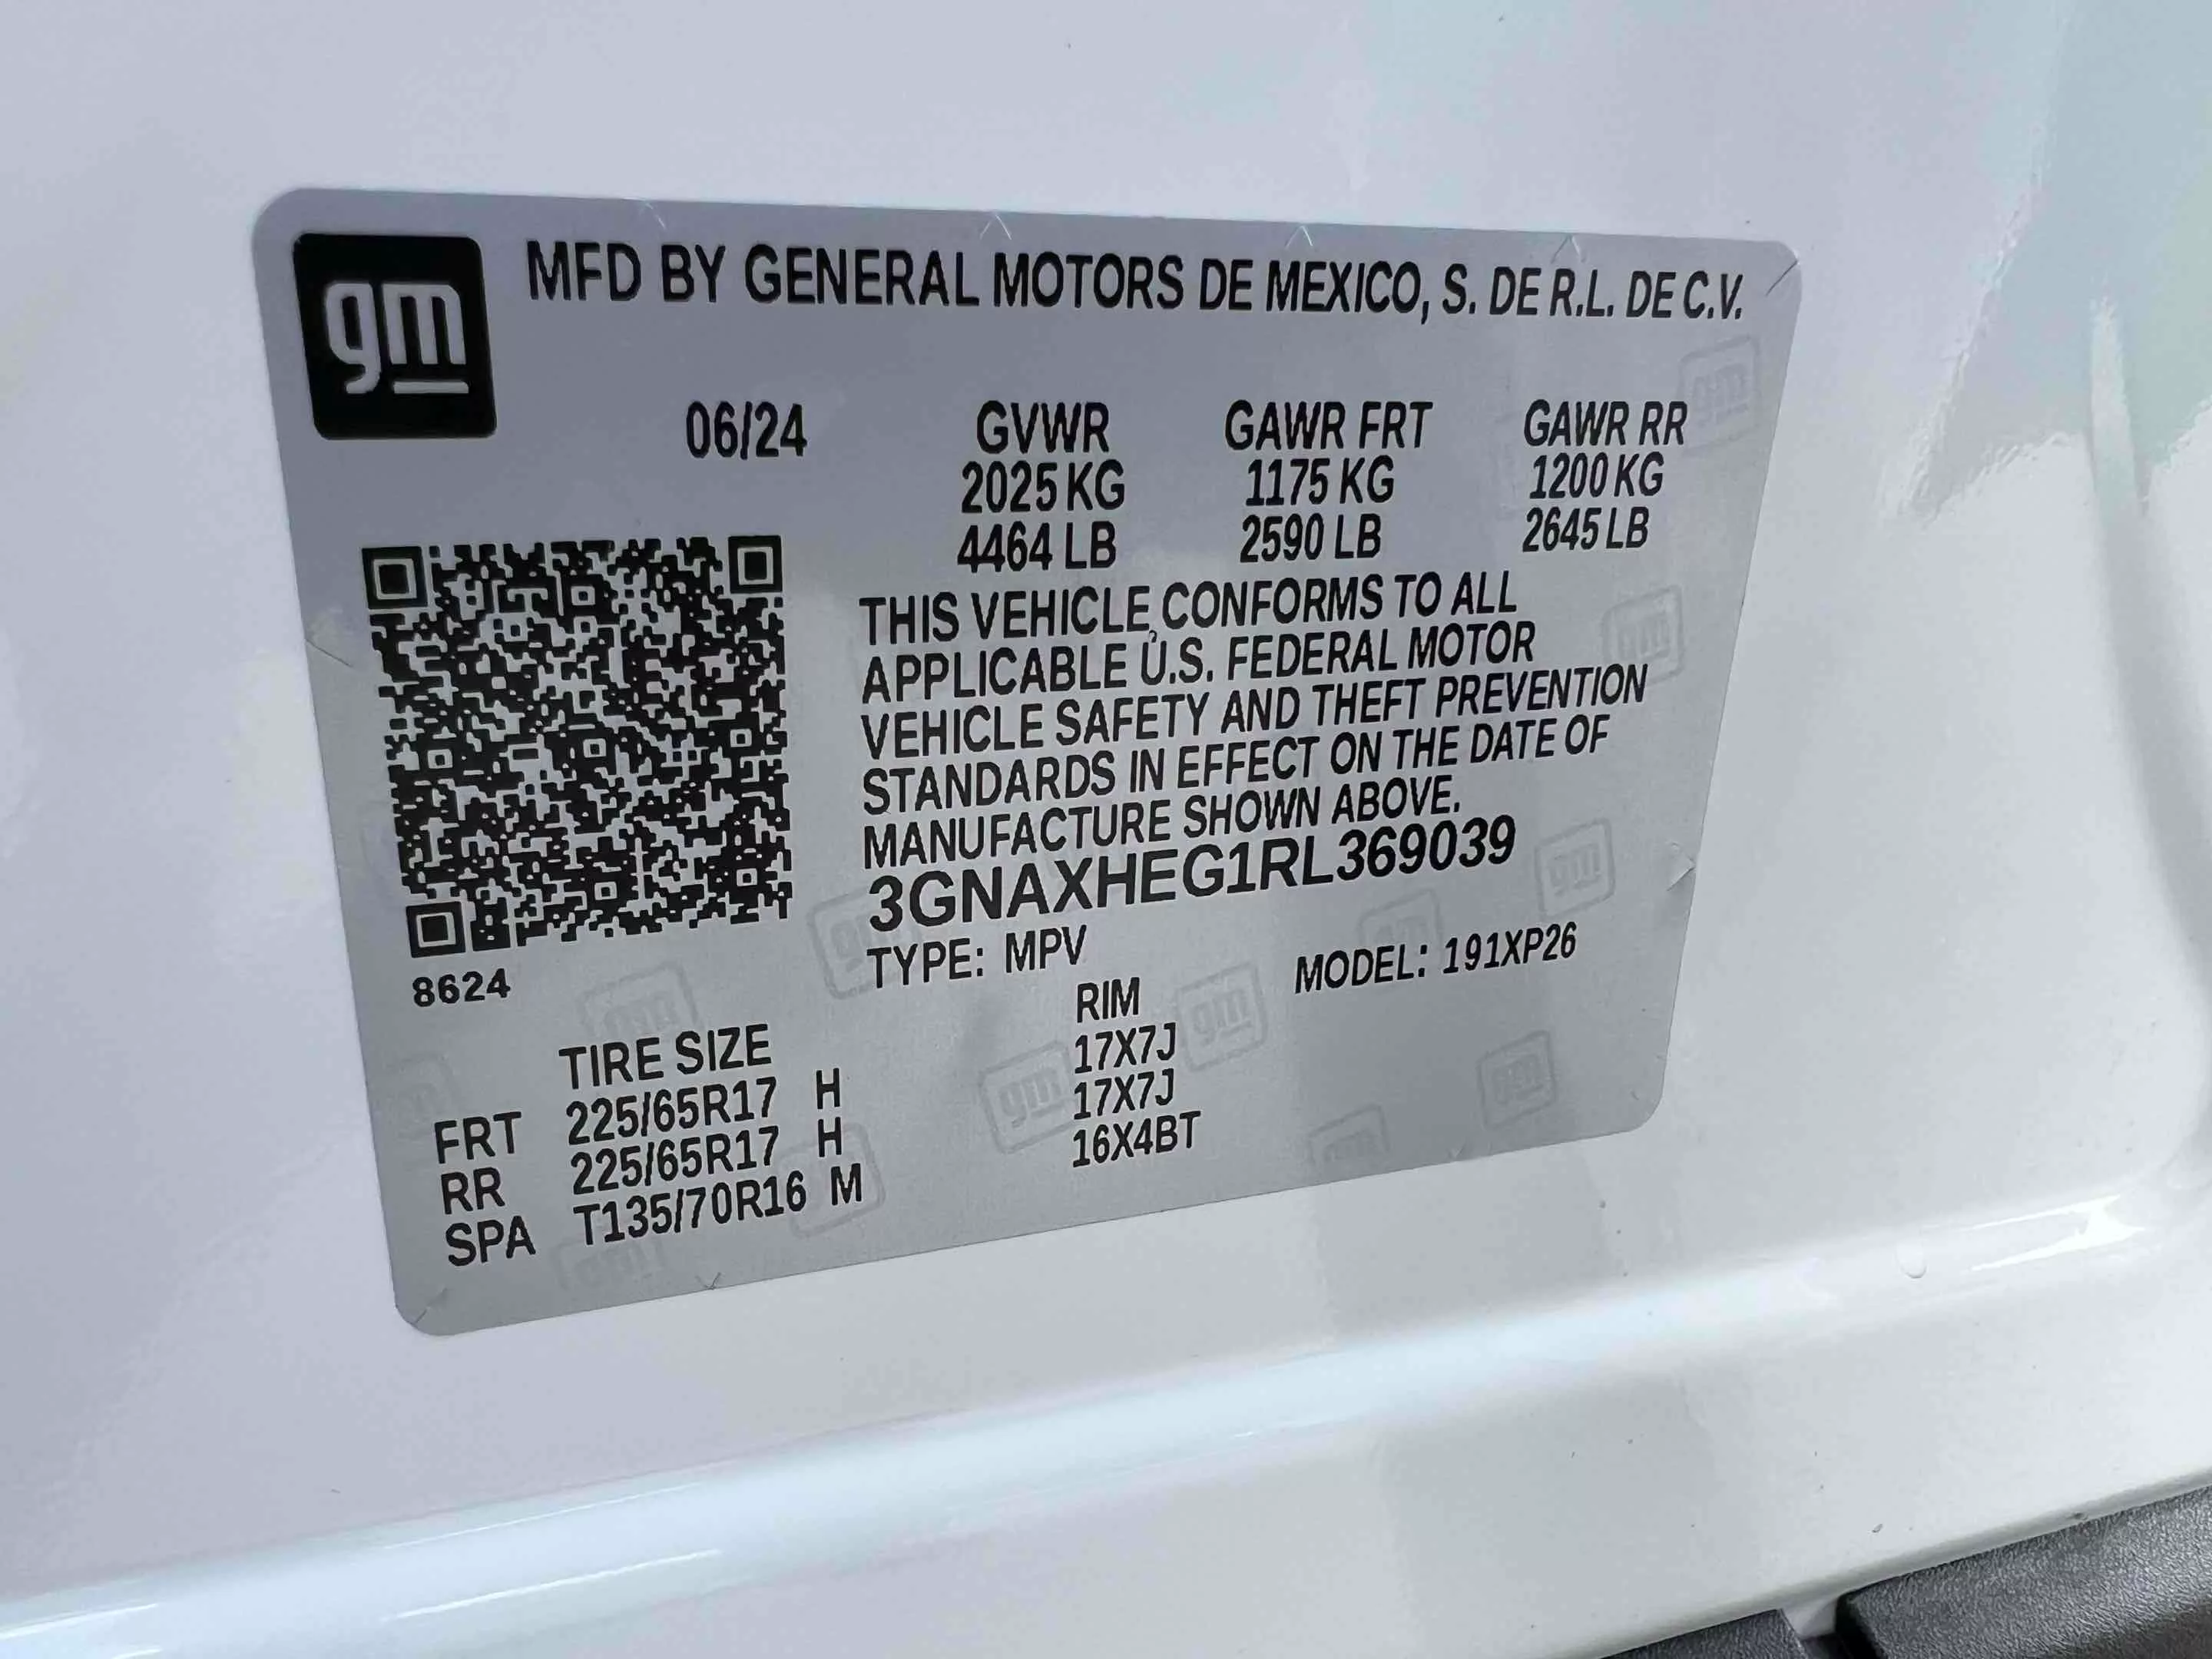 gm
MFD BY GENERAL MOTORS DE MEXICO, S. DE R.L. DE C.V.
06/24 GVWR GAWR FRT GAWR RR
2025 KG 1175 KG 1200 KG
4464 LB 2590 LB 2645 LB
THIS VEHICLE CONFORMS TO ALL
APPLICABLE U.S. FEDERAL MOTOR
VEHICLE SAFETY AND THEFT PREVENTION
STANDARDS IN EFFECT ON THE DATE OF
MANUFACTURE SHOWN ABOVE.
3GNAXHEG1RL369039
TYPE: MPV MODEL: 191XP26
8624
TIRE SIZE RIM
FRT 225/65R17 H 17X7J
RR 225/65R17 H 17X7J
SPA T135/70R16 M 16X4BT